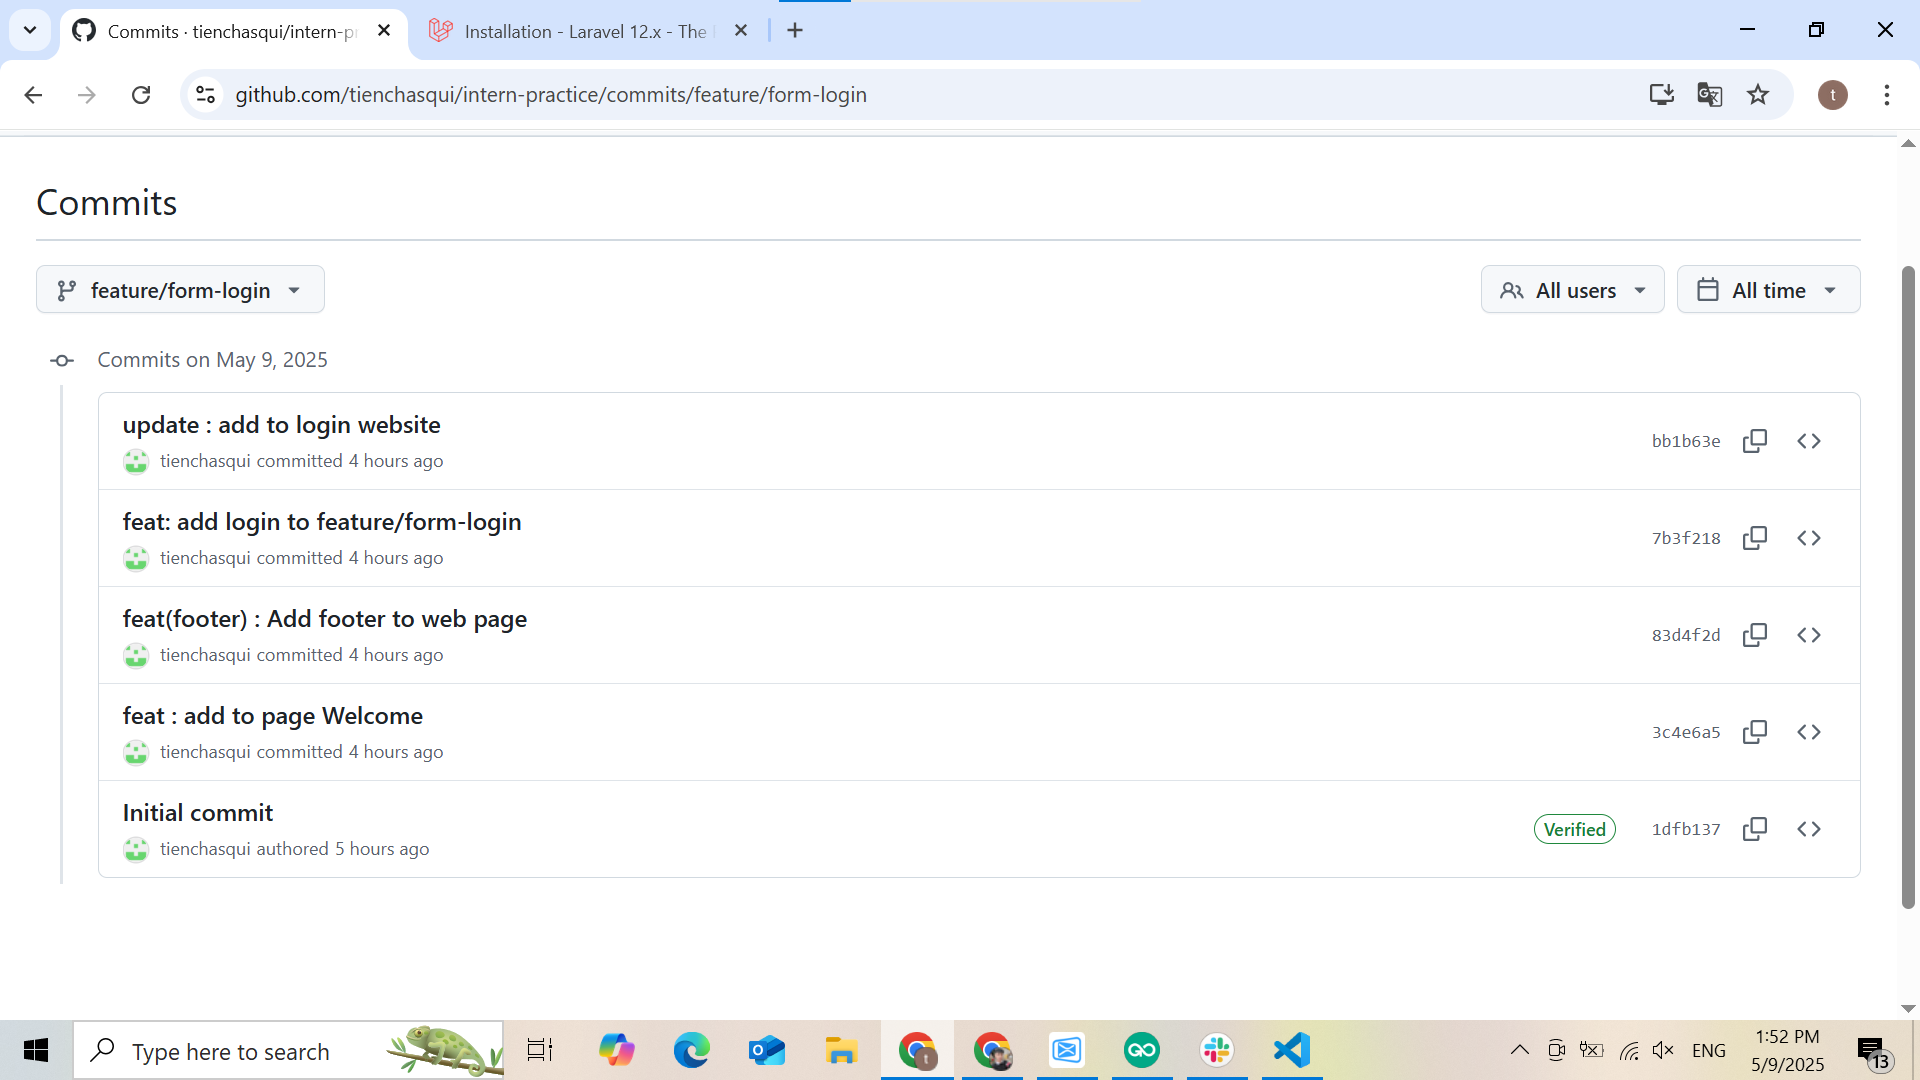 Commits · tienchasqui/intern-pr
Installation - Laravel 12.x - The
github.com/tienchasqui/intern-practice/commits/feature/form-login
t
Commits
feature/form-login
All users
All time
Commits on May 9, 2025
update : add to login website
tienchasqui committed 4 hours ago
bb1b63e
feat: add login to feature/form-login
tienchasqui committed 4 hours ago
7b3f218
feat(footer) : Add footer to web page
tienchasqui committed 4 hours ago
83d4f2d
feat : add to page Welcome
tienchasqui committed 4 hours ago
3c4e6a5
Initial commit
tienchasqui authored 5 hours ago
Verified
1dfb137
Type here to search
t
ENG
1:52 PM
5/9/2025
13